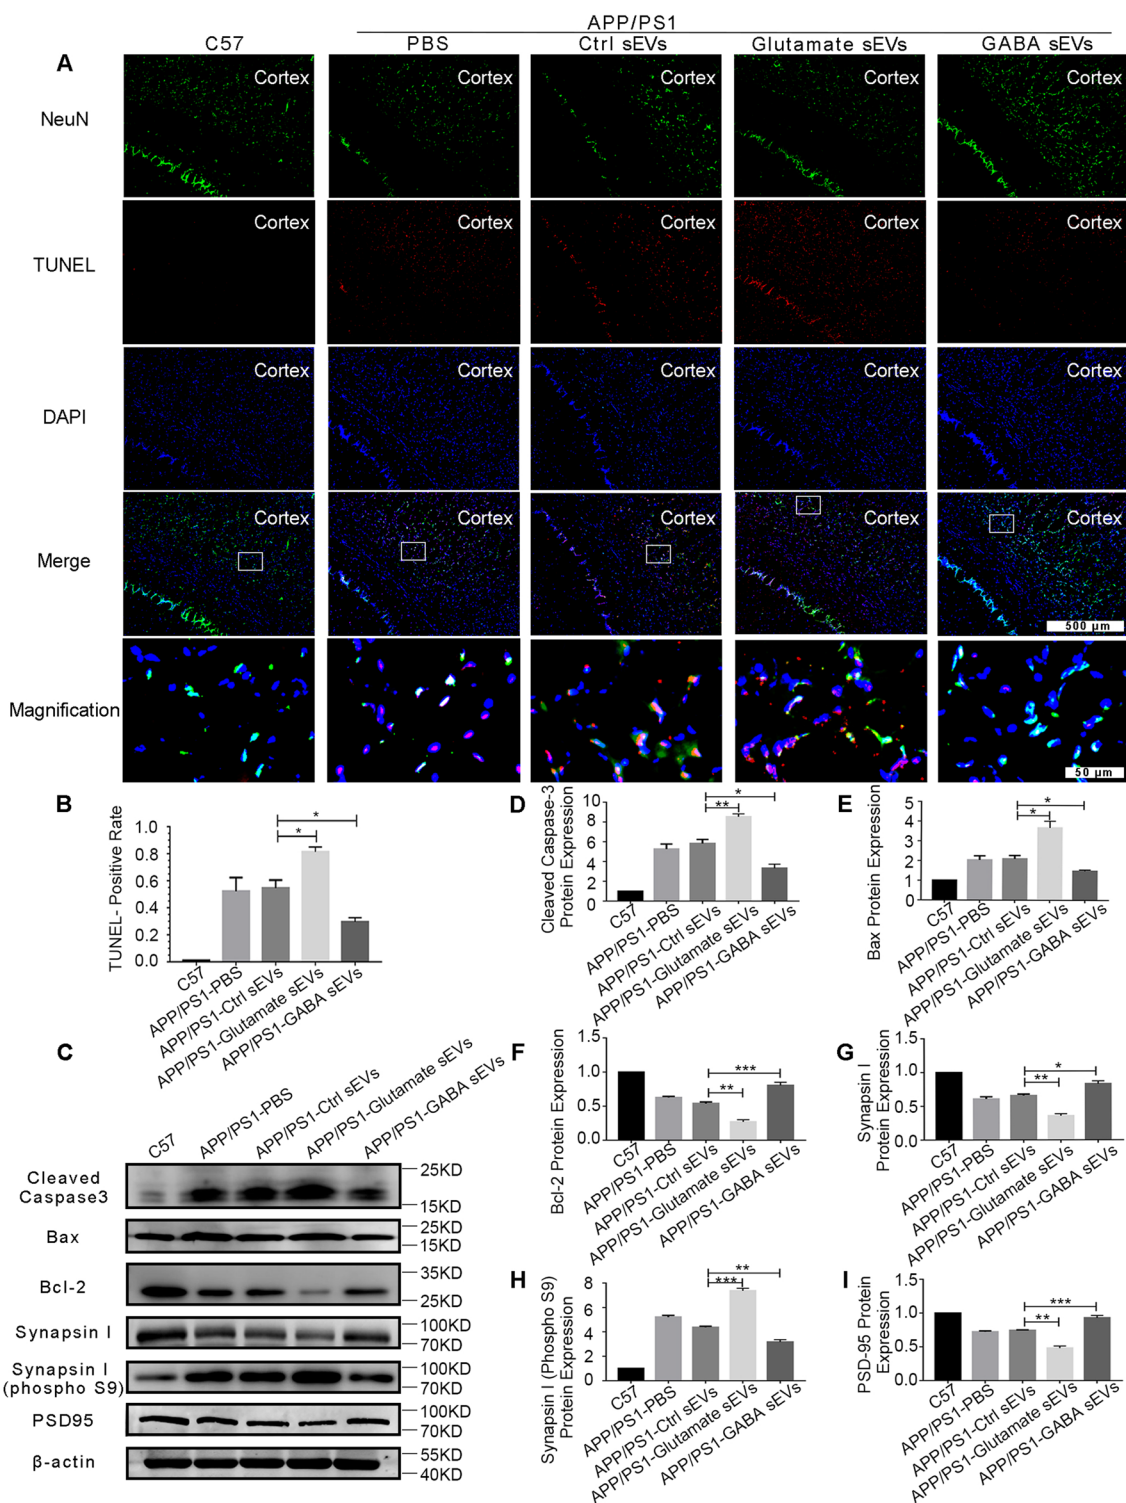 APP/PS1
C57 PBS Ctrl sEVs Glutamate sEVs GABA sEVs
A
NeuN Cortex Cortex Cortex Cortex Cortex
TUNEL Cortex Cortex Cortex Cortex Cortex
DAPI Cortex Cortex Cortex Cortex Cortex
Merge Cortex Cortex Cortex Cortex Cortex
500 µm
Magnification
50 µm
B
TUNEL- Positive Rate
1.0
0.8
0.6
0.4
0.2
0.0
* *
C57
APP/PS1-PBS
APP/PS1-Ctrl sEVs
APP/PS1-Glutamate sEVs
APP/PS1-GABA sEVs
D
Cleaved Caspase-3
Protein Expression
10
8
6
4
2
0
** *
C57
APP/PS1-PBS
APP/PS1-Ctrl sEVs
APP/PS1-Glutamate sEVs
APP/PS1-GABA sEVs
E
Bax Protein Expression
5
4
3
2
1
0
* *
C57
APP/PS1-PBS
APP/PS1-Ctrl sEVs
APP/PS1-Glutamate sEVs
APP/PS1-GABA sEVs
C
C57
APP/PS1-PBS
APP/PS1-Ctrl sEVs
APP/PS1-Glutamate sEVs
APP/PS1-GABA sEVs
Cleaved
Caspase3
25KD
15KD
Bax
25KD
15KD
Bcl-2
35KD
25KD
Synapsin I
100KD
70KD
Synapsin I
(phospho S9)
100KD
70KD
PSD95
100KD
70KD
β-actin
55KD
40KD
F
Bcl-2 Protein Expression
1.5
1.0
0.5
0.0
** ***
C57
APP/PS1-PBS
APP/PS1-Ctrl sEVs
APP/PS1-Glutamate sEVs
APP/PS1-GABA sEVs
G
Synapsin I
Protein Expression
1.5
1.0
0.5
0.0
** *
C57
APP/PS1-PBS
APP/PS1-Ctrl sEVs
APP/PS1-Glutamate sEVs
APP/PS1-GABA sEVs
H
Synapsin I (Phospho S9)
Protein Expression
8
6
4
2
0
*** **
C57
APP/PS1-PBS
APP/PS1-Ctrl sEVs
APP/PS1-Glutamate sEVs
APP/PS1-GABA sEVs
I
PSD-95 Protein
Expression
1.5
1.0
0.5
0.0
** ***
C57
APP/PS1-PBS
APP/PS1-Ctrl sEVs
APP/PS1-Glutamate sEVs
APP/PS1-GABA sEVs